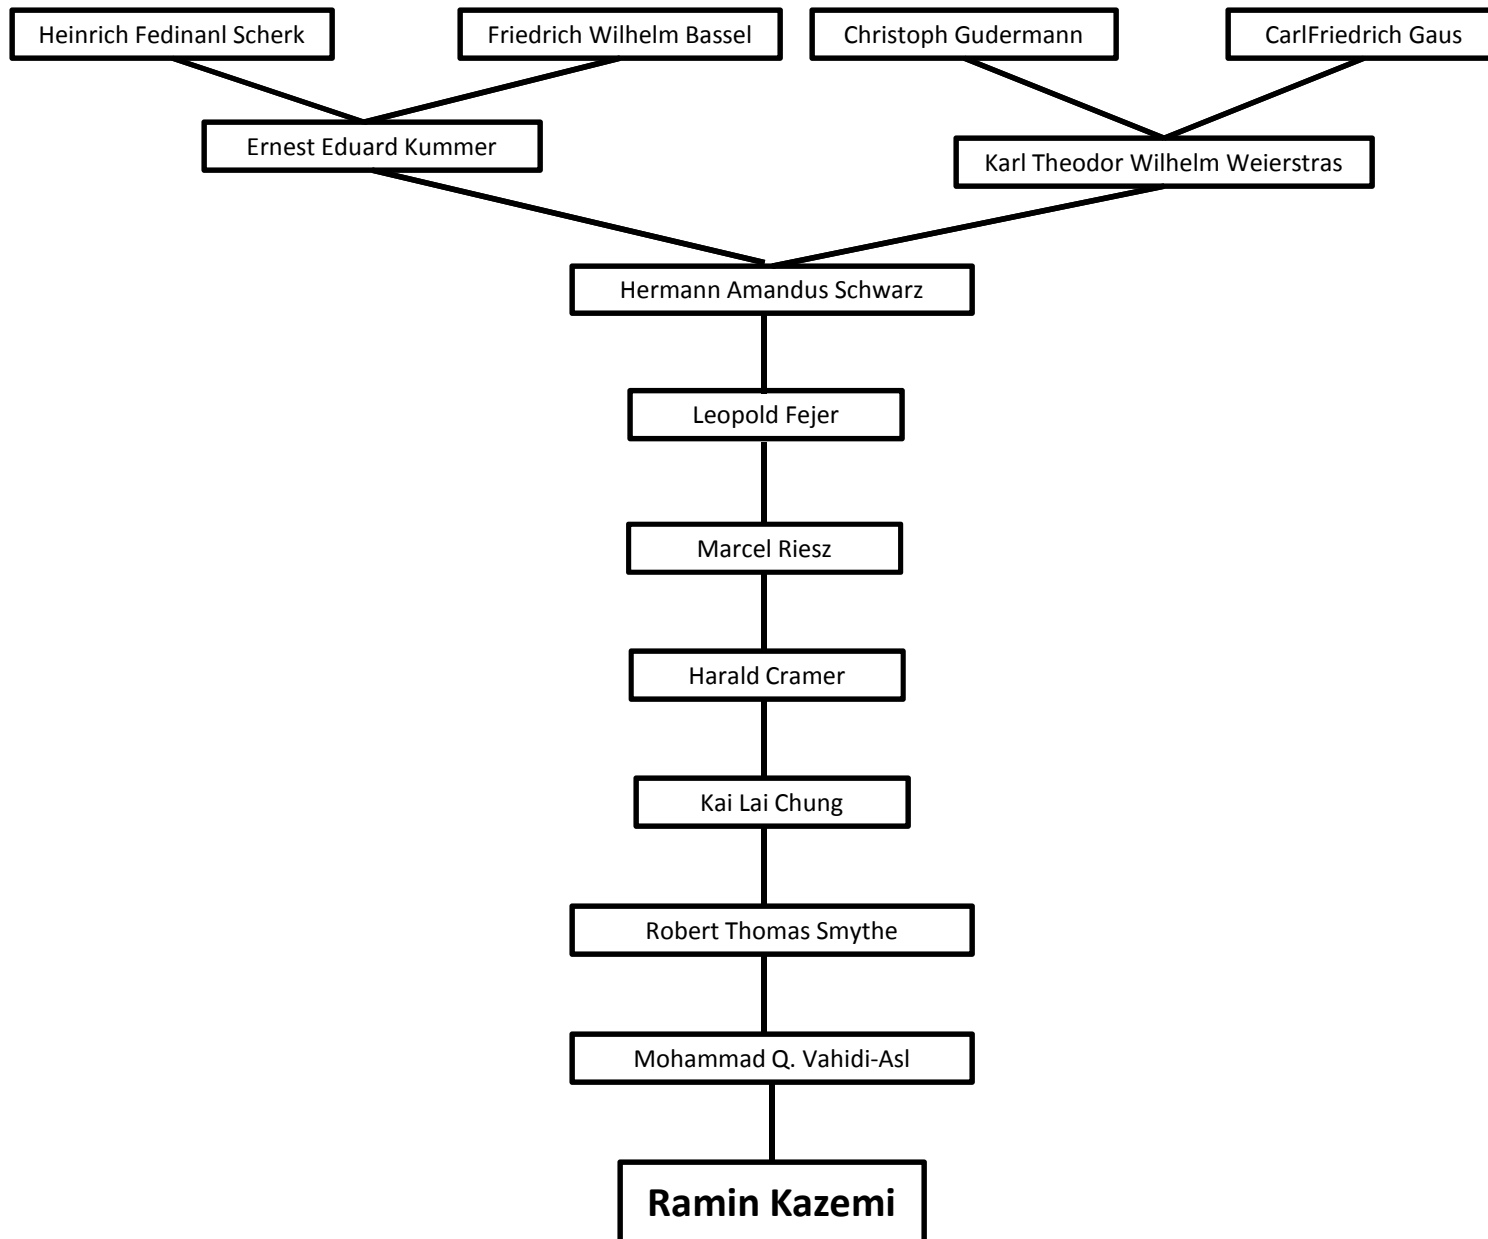 Heinrich Fedinanl Scherk
Friedrich Wilhelm Bassel
Christoph Gudermann
CarlFriedrich Gaus
Ernest Eduard Kummer
Karl Theodor Wilhelm Weierstras
Hermann Amandus Schwarz
Leopold Fejer
Marcel Riesz
Harald Cramer
Kai Lai Chung
Robert Thomas Smythe
Mohammad Q. Vahidi-Asl
Ramin Kazemi